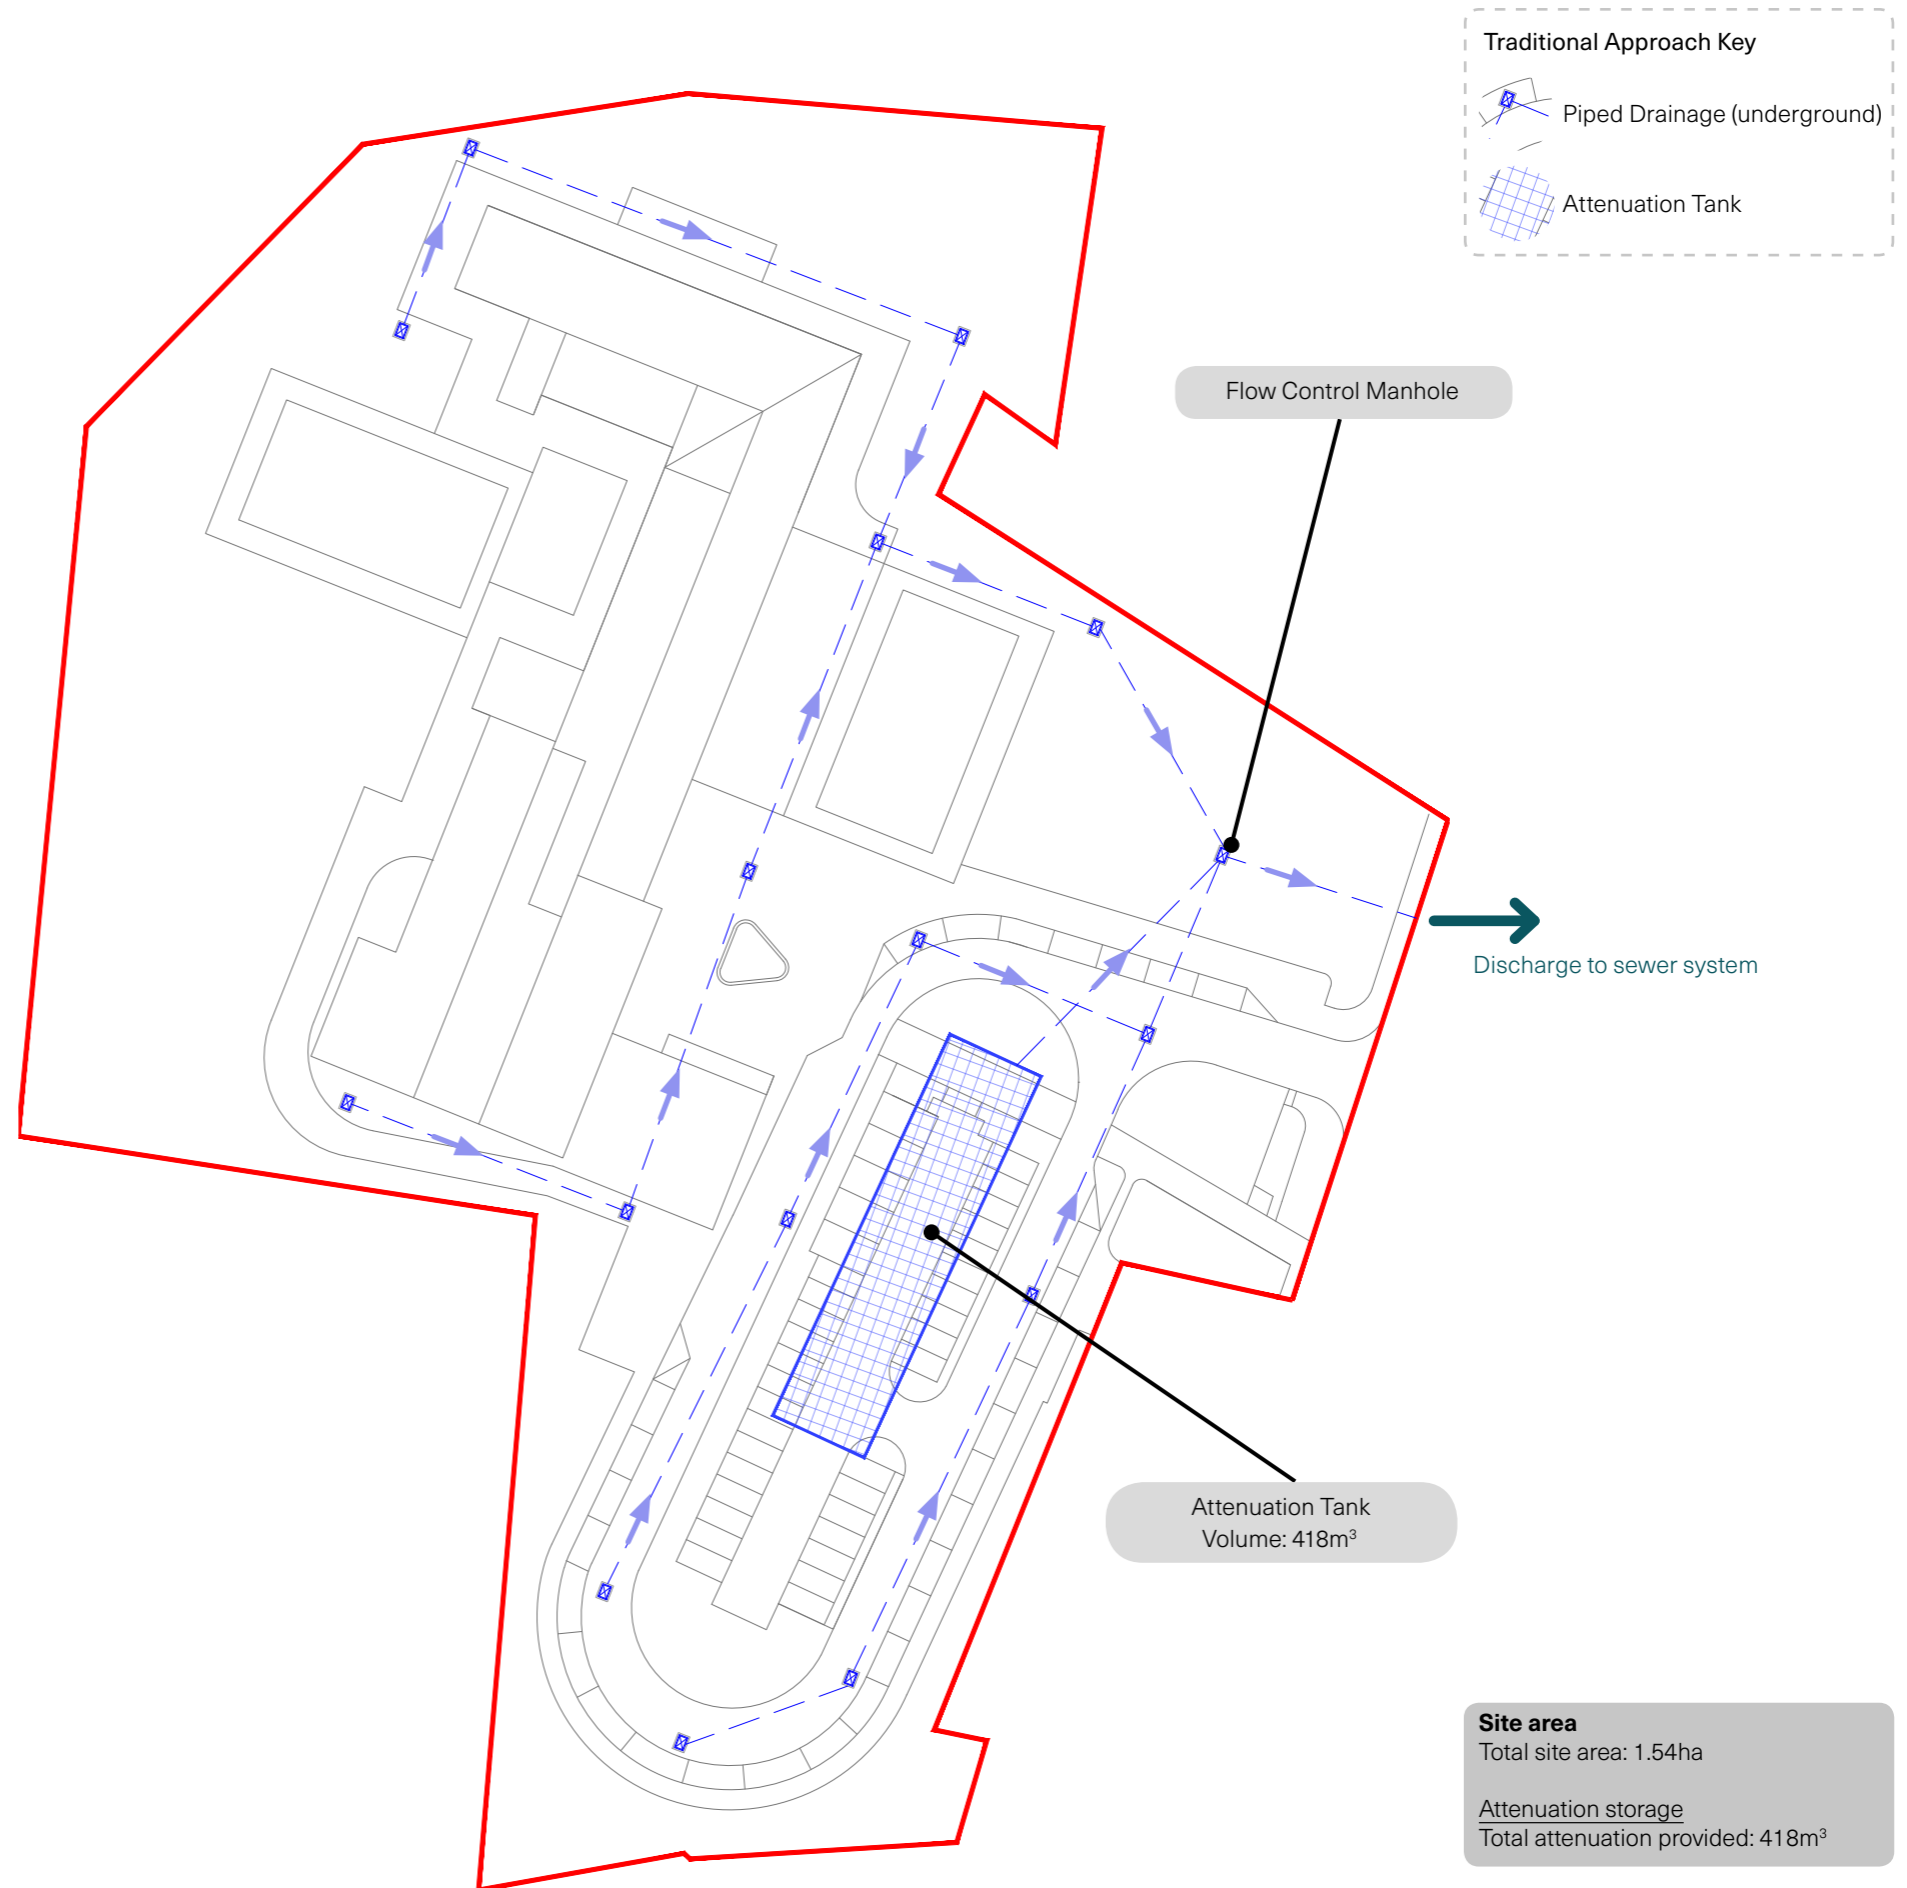 Traditional Approach Key
Piped Drainage (underground)
Attenuation Tank
Flow Control Manhole
Discharge to sewer system
Attenuation Tank
Volume: 418m³
Site area
Total site area: 1.54ha
Attenuation storage
Total attenuation provided: 418m³